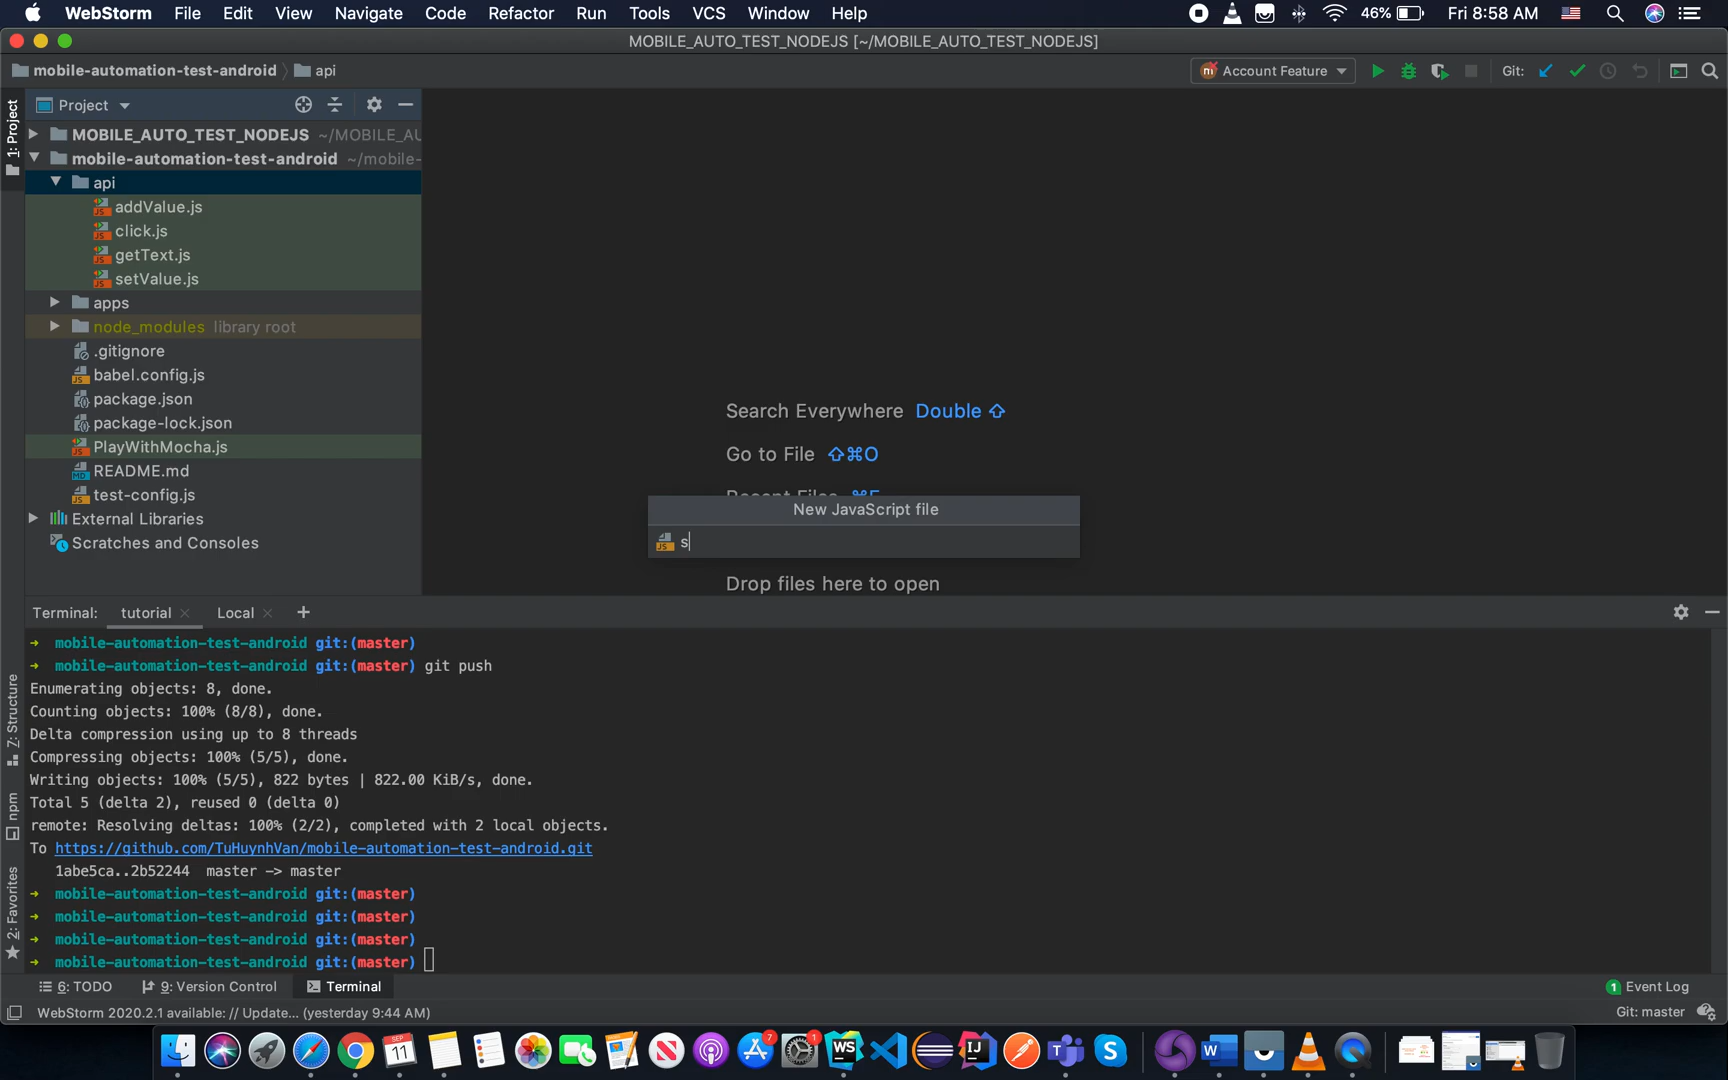 WebStorm File Edit View Navigate Code Refactor Run Tools VCS Window Help 46% Fri 8:58 AM
MOBILE_AUTO_TEST_NODEJS [~/MOBILE_AUTO_TEST_NODEJS]
mobile-automation-test-android api Account Feature Git:
1: Project
Project
MOBILE_AUTO_TEST_NODEJS ~/MOBILE_AU
mobile-automation-test-android ~/mobile-
api
addValue.js
click.js
getText.js
setValue.js
apps
node_modules library root
.gitignore
babel.config.js
package.json
package-lock.json
PlayWithMocha.js
README.md
test-config.js
External Libraries
Scratches and Consoles
Search Everywhere Double ⇧
Go to File ⇧⌘O
Recent Files ⌘E
New JavaScript file
s
Drop files here to open
Terminal: tutorial Local +
→ mobile-automation-test-android git:(master)
→ mobile-automation-test-android git:(master) git push
Enumerating objects: 8, done.
Counting objects: 100% (8/8), done.
Delta compression using up to 8 threads
Compressing objects: 100% (5/5), done.
Writing objects: 100% (5/5), 822 bytes | 822.00 KiB/s, done.
Total 5 (delta 2), reused 0 (delta 0)
remote: Resolving deltas: 100% (2/2), completed with 2 local objects.
To https://github.com/TuHuynhVan/mobile-automation-test-android.git
1abe5ca..2b52244 master -> master
→ mobile-automation-test-android git:(master)
→ mobile-automation-test-android git:(master)
→ mobile-automation-test-android git:(master)
→ mobile-automation-test-android git:(master)
Z: Structure
npm
2: Favorites
6: TODO 9: Version Control Terminal 1 Event Log
WebStorm 2020.2.1 available: // Update... (yesterday 9:44 AM) Git: master
SEP
11
WS
IJ
7
1
T
W
S